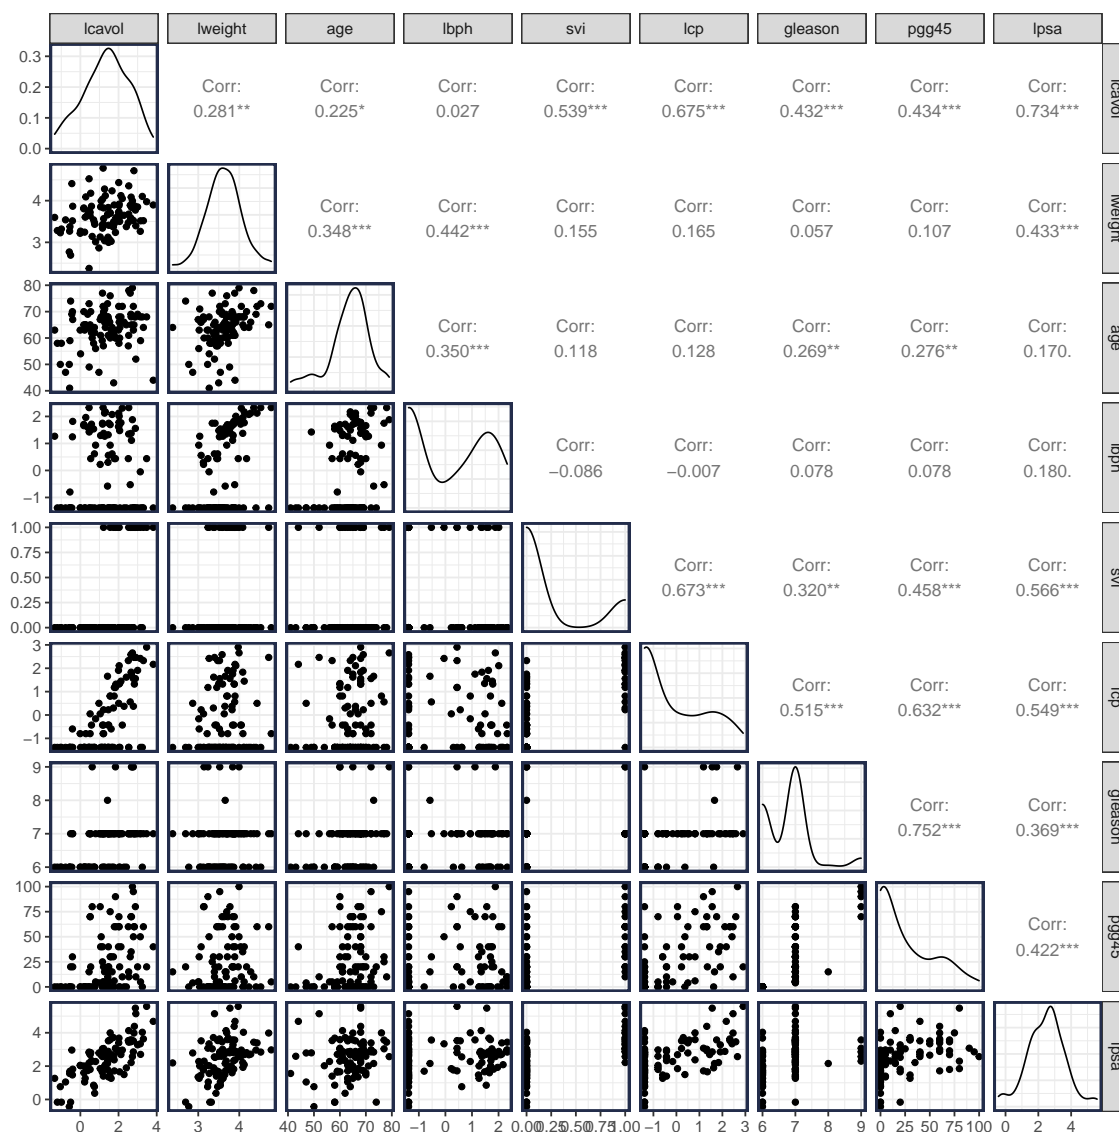 lcavol lweight age lbph svi lcp gleason pgg45 lpsa
0.3
0.2
0.1
0.0
Corr: Corr: Corr: Corr: Corr: Corr: Corr: Corr:
0.281** 0.225* 0.027 0.539*** 0.675*** 0.432*** 0.434*** 0.734***
lcavol
4
3
Corr: Corr: Corr: Corr: Corr: Corr: Corr:
0.348*** 0.442*** 0.155 0.165 0.057 0.107 0.433***
lweight
80
70
60
50
40
Corr: Corr: Corr: Corr: Corr: Corr:
0.350*** 0.118 0.128 0.269** 0.276** 0.170.
age
2
1
0
−1
Corr: Corr: Corr: Corr: Corr:
−0.086 −0.007 0.078 0.078 0.180.
lbph
1.00
0.75
0.50
0.25
0.00
Corr: Corr: Corr: Corr:
0.673*** 0.320** 0.458*** 0.566***
svi
3
2
1
0
−1
Corr: Corr: Corr:
0.515*** 0.632*** 0.549***
lcp
9
8
7
6
Corr: Corr:
0.752*** 0.369***
gleason
100
75
50
25
0
Corr:
0.422***
pgg45
4
2
0
lpsa
0 2 4 3 4 40 50 60 70 80 −1 0 1 2 0.00 0.25 0.50 0.75 1.00 −1 0 1 2 3 6 7 8 9 0 25 50 75 100 0 2 4